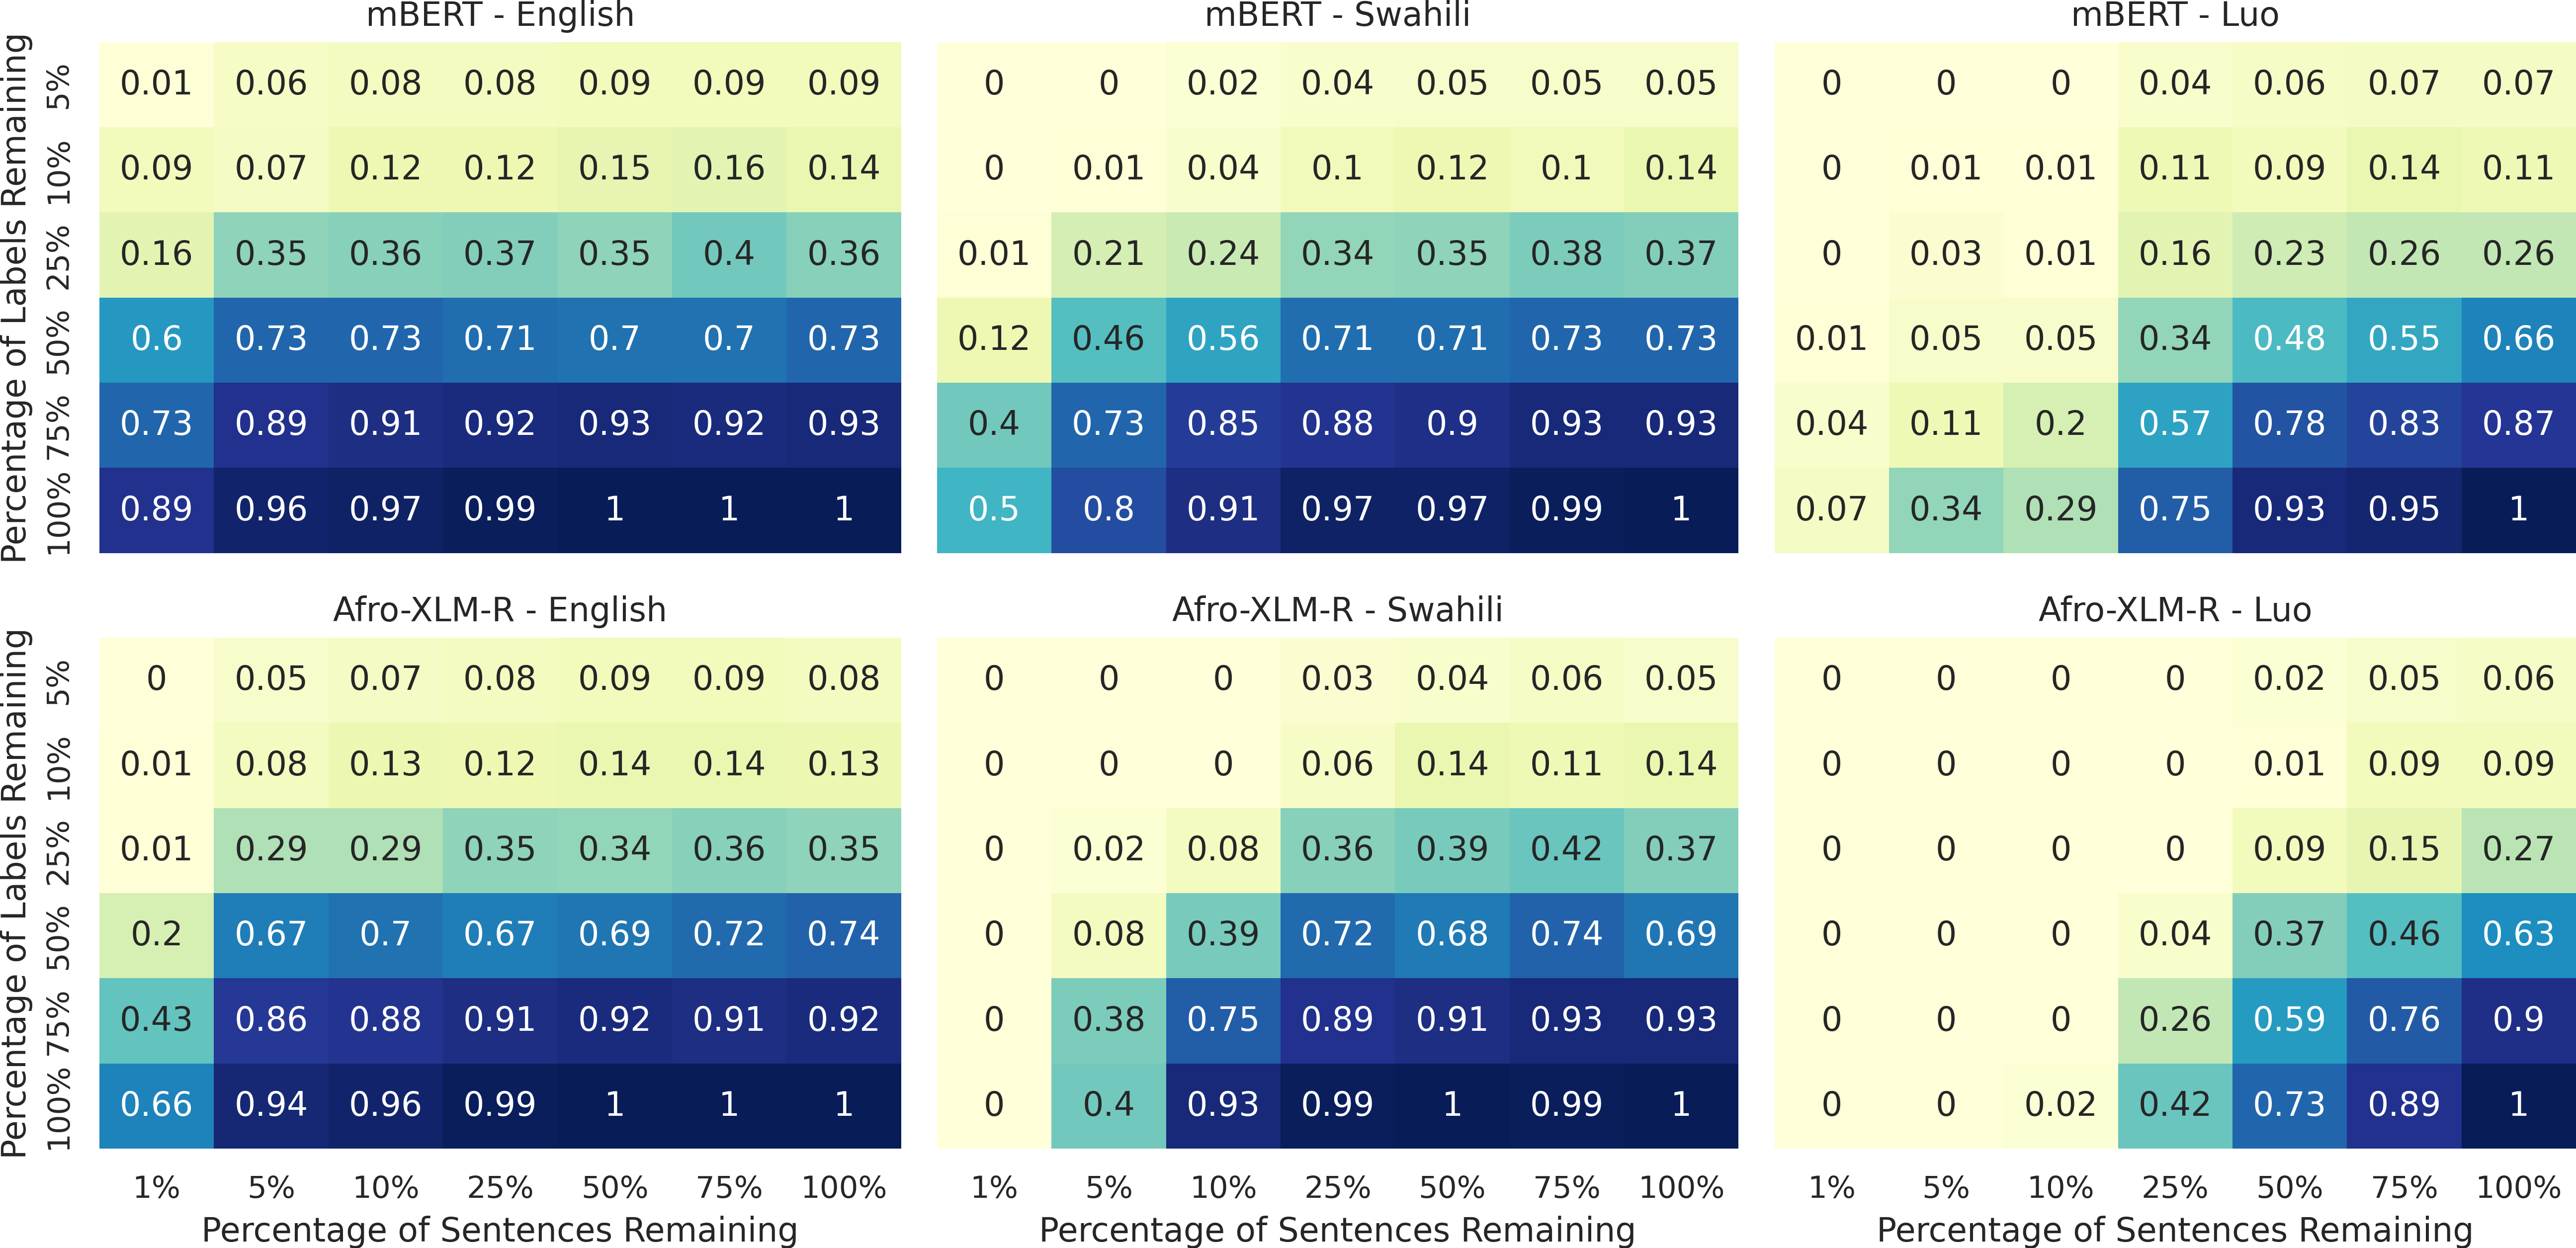 mBERT - English
mBERT - Swahili
mBERT - Luo
Percentage of Labels Remaining
5% 0.01 0.06 0.08 0.08 0.09 0.09 0.09 0 0 0.02 0.04 0.05 0.05 0.05 0 0 0 0.04 0.06 0.07 0.07
10% 0.09 0.07 0.12 0.12 0.15 0.16 0.14 0 0.01 0.04 0.1 0.12 0.1 0.14 0 0.01 0.01 0.11 0.09 0.14 0.11
25% 0.16 0.35 0.36 0.37 0.35 0.4 0.36 0.01 0.21 0.24 0.34 0.35 0.38 0.37 0 0.03 0.01 0.16 0.23 0.26 0.26
50% 0.6 0.73 0.73 0.71 0.7 0.7 0.73 0.12 0.46 0.56 0.71 0.71 0.73 0.73 0.01 0.05 0.05 0.34 0.48 0.55 0.66
75% 0.73 0.89 0.91 0.92 0.93 0.92 0.93 0.4 0.73 0.85 0.88 0.9 0.93 0.93 0.04 0.11 0.2 0.57 0.78 0.83 0.87
100% 0.89 0.96 0.97 0.99 1 1 1 0.5 0.8 0.91 0.97 0.97 0.99 1 0.07 0.34 0.29 0.75 0.93 0.95 1
Afro-XLM-R - English
Afro-XLM-R - Swahili
Afro-XLM-R - Luo
Percentage of Labels Remaining
5% 0 0.05 0.07 0.08 0.09 0.09 0.08 0 0 0 0.03 0.04 0.06 0.05 0 0 0 0 0.02 0.05 0.06
10% 0.01 0.08 0.13 0.12 0.14 0.14 0.13 0 0 0 0.06 0.14 0.11 0.14 0 0 0 0 0.01 0.09 0.09
25% 0.01 0.29 0.29 0.35 0.34 0.36 0.35 0 0.02 0.08 0.36 0.39 0.42 0.37 0 0 0 0 0.09 0.15 0.27
50% 0.2 0.67 0.7 0.67 0.69 0.72 0.74 0 0.08 0.39 0.72 0.68 0.74 0.69 0 0 0 0.04 0.37 0.46 0.63
75% 0.43 0.86 0.88 0.91 0.92 0.91 0.92 0 0.38 0.75 0.89 0.91 0.93 0.93 0 0 0 0.26 0.59 0.76 0.9
100% 0.66 0.94 0.96 0.99 1 1 1 0 0.4 0.93 0.99 1 0.99 1 0 0 0.02 0.42 0.73 0.89 1
1% 5% 10% 25% 50% 75% 100% 1% 5% 10% 25% 50% 75% 100% 1% 5% 10% 25% 50% 75% 100%
Percentage of Sentences Remaining
Percentage of Sentences Remaining
Percentage of Sentences Remaining